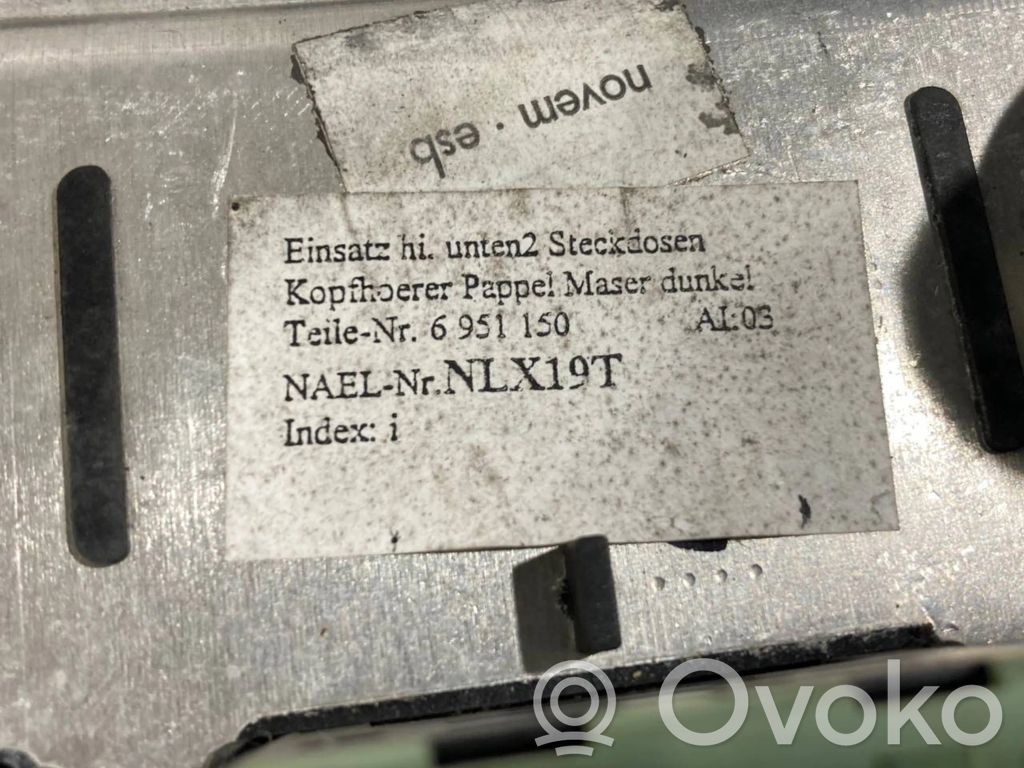 novem · esb
Einsatz hi. unten2 Steckdosen
Kopfhoerer Pappel Maser dunkel
Teile-Nr. 6 951 150 AI:03
NAEL-Nr.NLX19T
Index: i
Ovoko